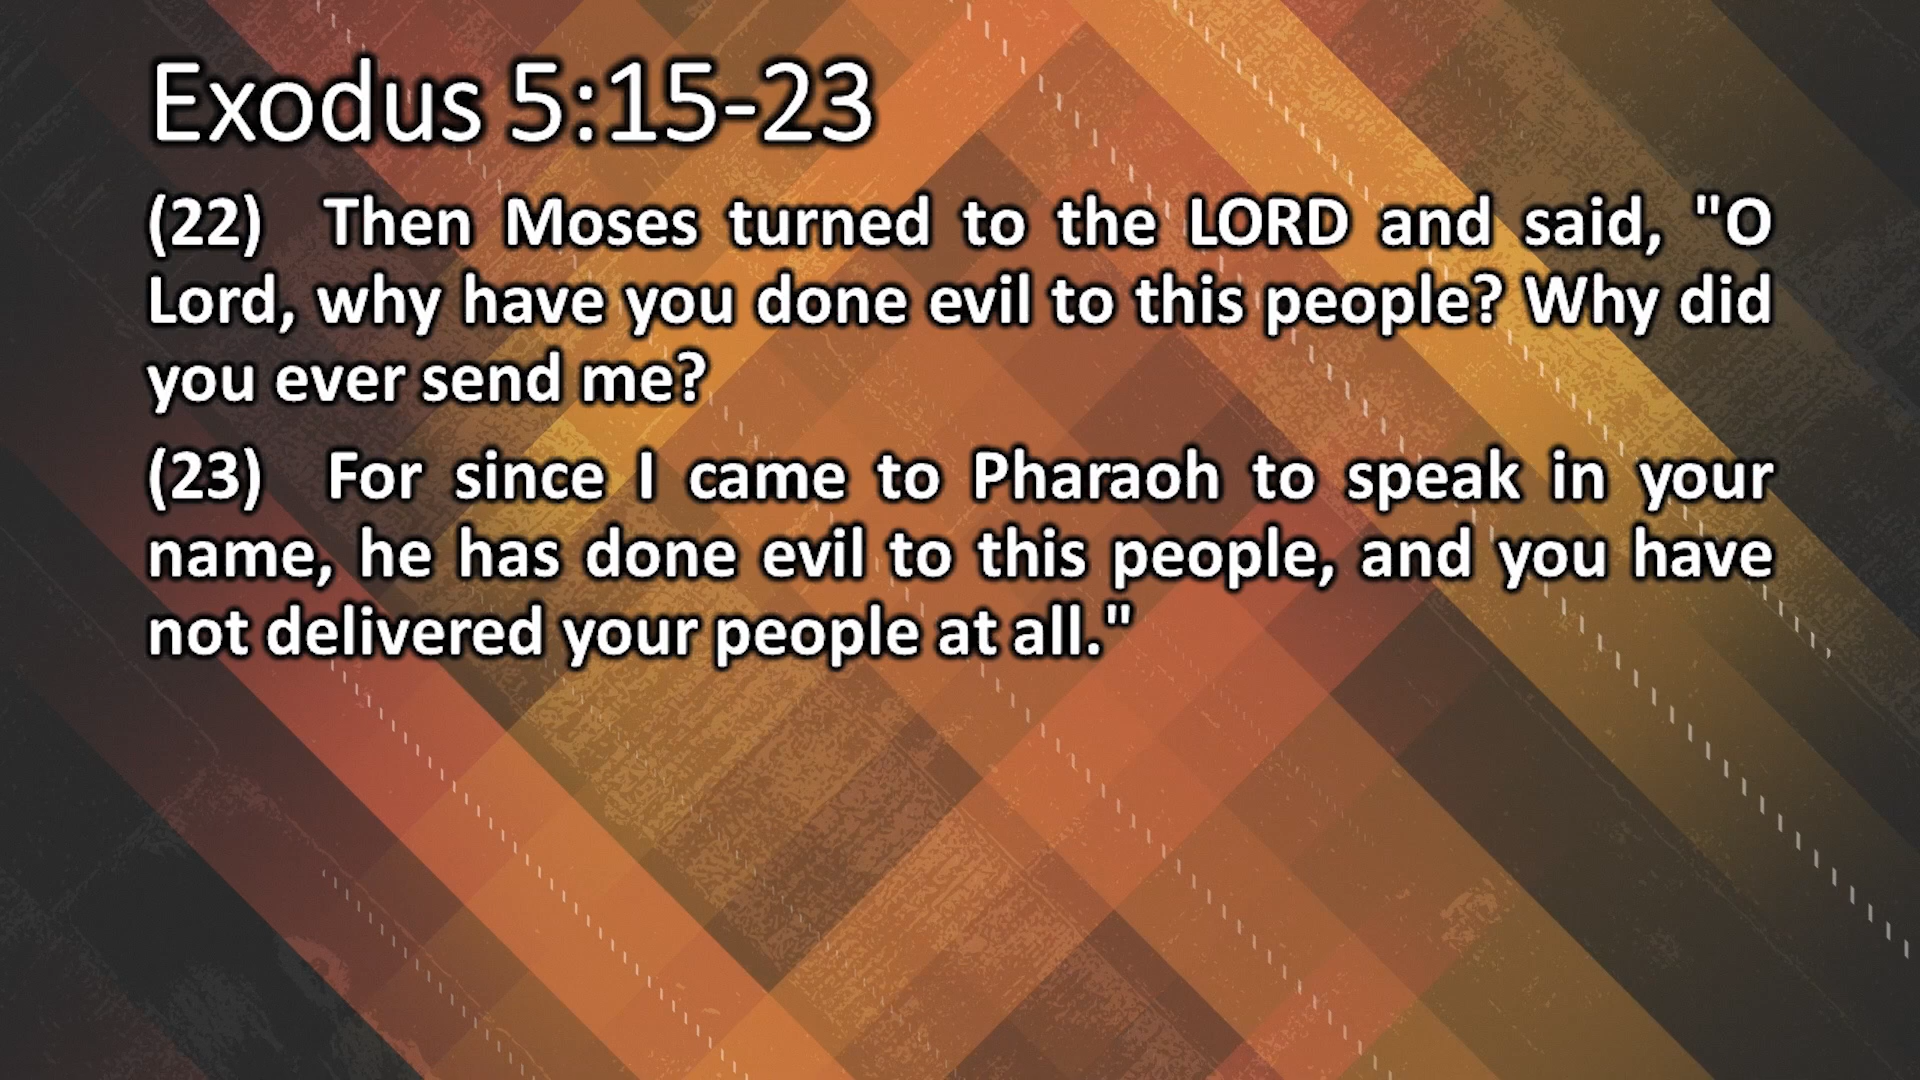 Exodus 5:15-23
(22) Then Moses turned to the LORD and said, "O
Lord, why have you done evil to this people? Why did
you ever send me?
(23) For since I came to Pharaoh to speak in your
name, he has done evil to this people, and you have
not delivered your people at all."